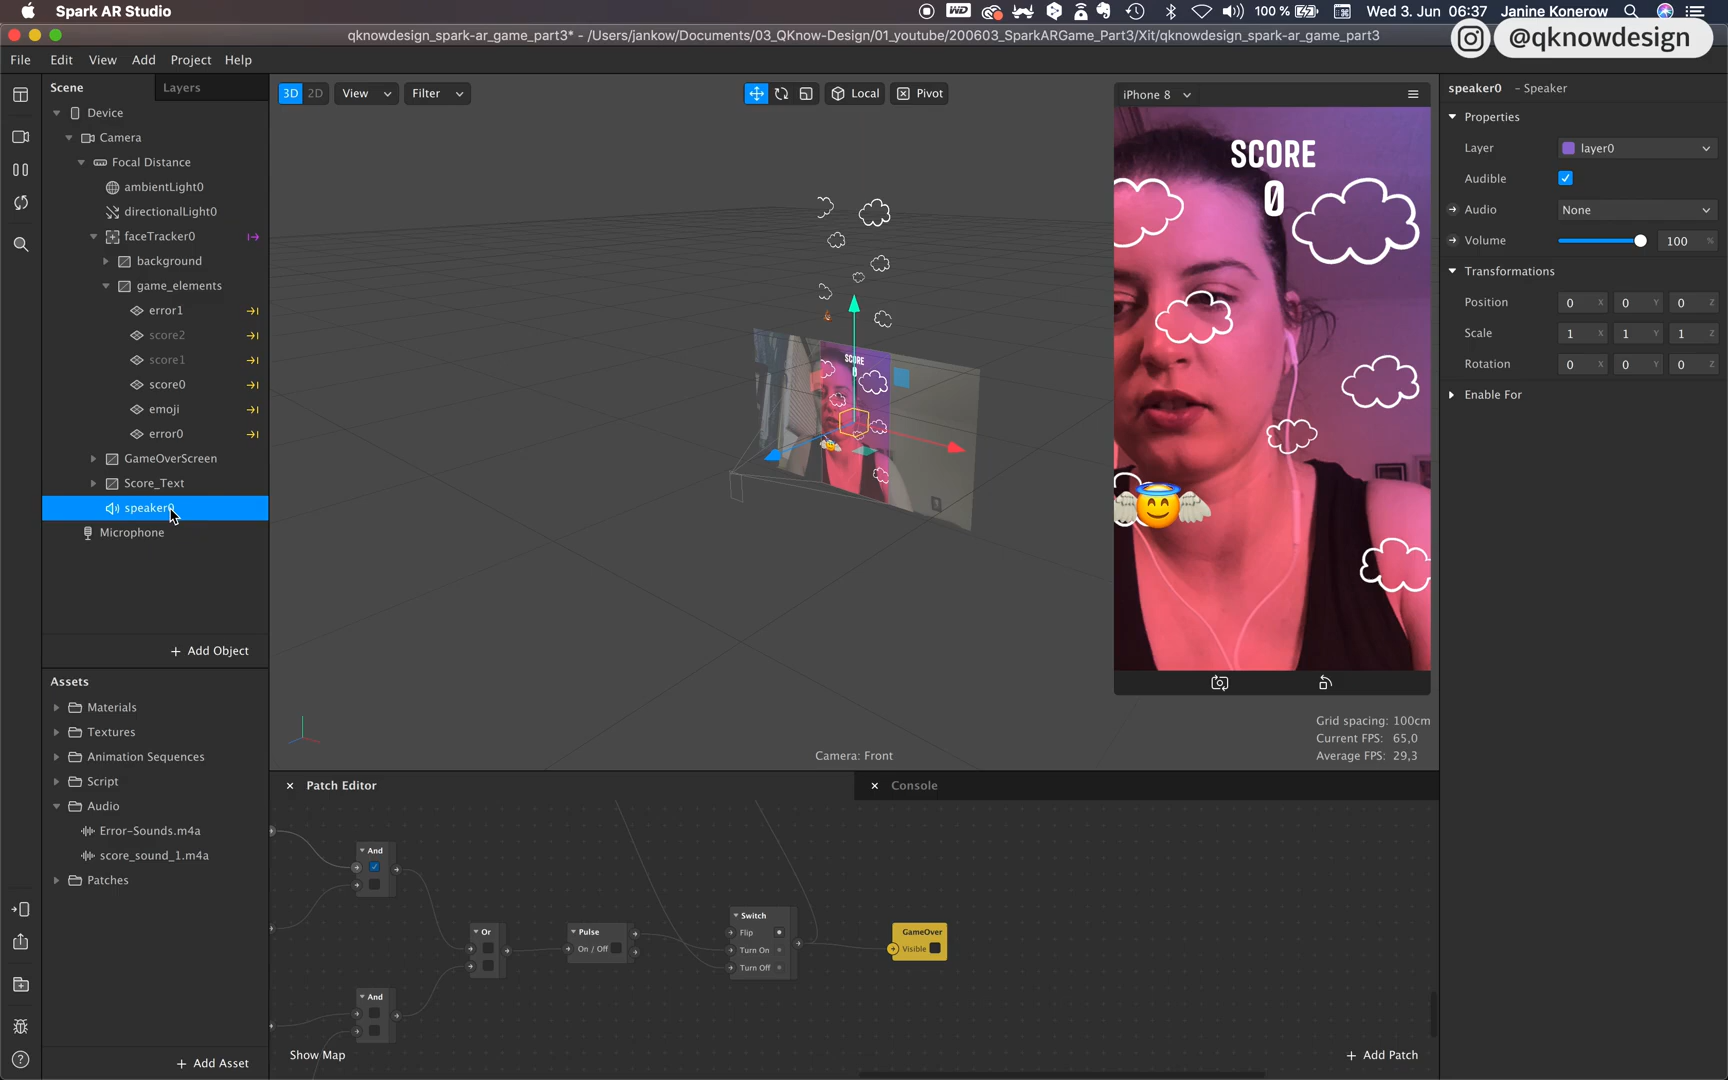 Spark AR Studio
WD
100 %
Wed 3. Jun 06:37
Janine Konerow
qknowdesign_spark-ar_game_part3* - /Users/jankow/Documents/03_QKnow-Design/01_youtube/200603_SparkARGame_Part3/Xit/qknowdesign_spark-ar_game_part3
@qknowdesign
File Edit View Add Project Help
Scene
Layers
Device
Camera
Focal Distance
ambientLight0
directionalLight0
faceTracker0
background
game_elements
error1
score2
score1
score0
emoji
error0
GameOverScreen
Score_Text
speaker0
Microphone
+ Add Object
Assets
Materials
Textures
Animation Sequences
Script
Audio
Error-Sounds.m4a
score_sound_1.m4a
Patches
+ Add Asset
3D 2D
View
Filter
Local
Pivot
SCORE
0
iPhone 8
SCORE
0
Grid spacing: 100cm
Current FPS: 65,0
Average FPS: 29,3
Camera: Front
Patch Editor
Console
And
And
Or
Pulse
On / Off
Switch
Flip
Turn On
Turn Off
GameOver
Visible
Show Map
+ Add Patch
speaker0 - Speaker
Properties
Layer layer0
Audible
Audio None
Volume 100 %
Transformations
Position 0 X 0 Y 0 Z
Scale 1 X 1 Y 1 Z
Rotation 0 X 0 Y 0 Z
Enable For